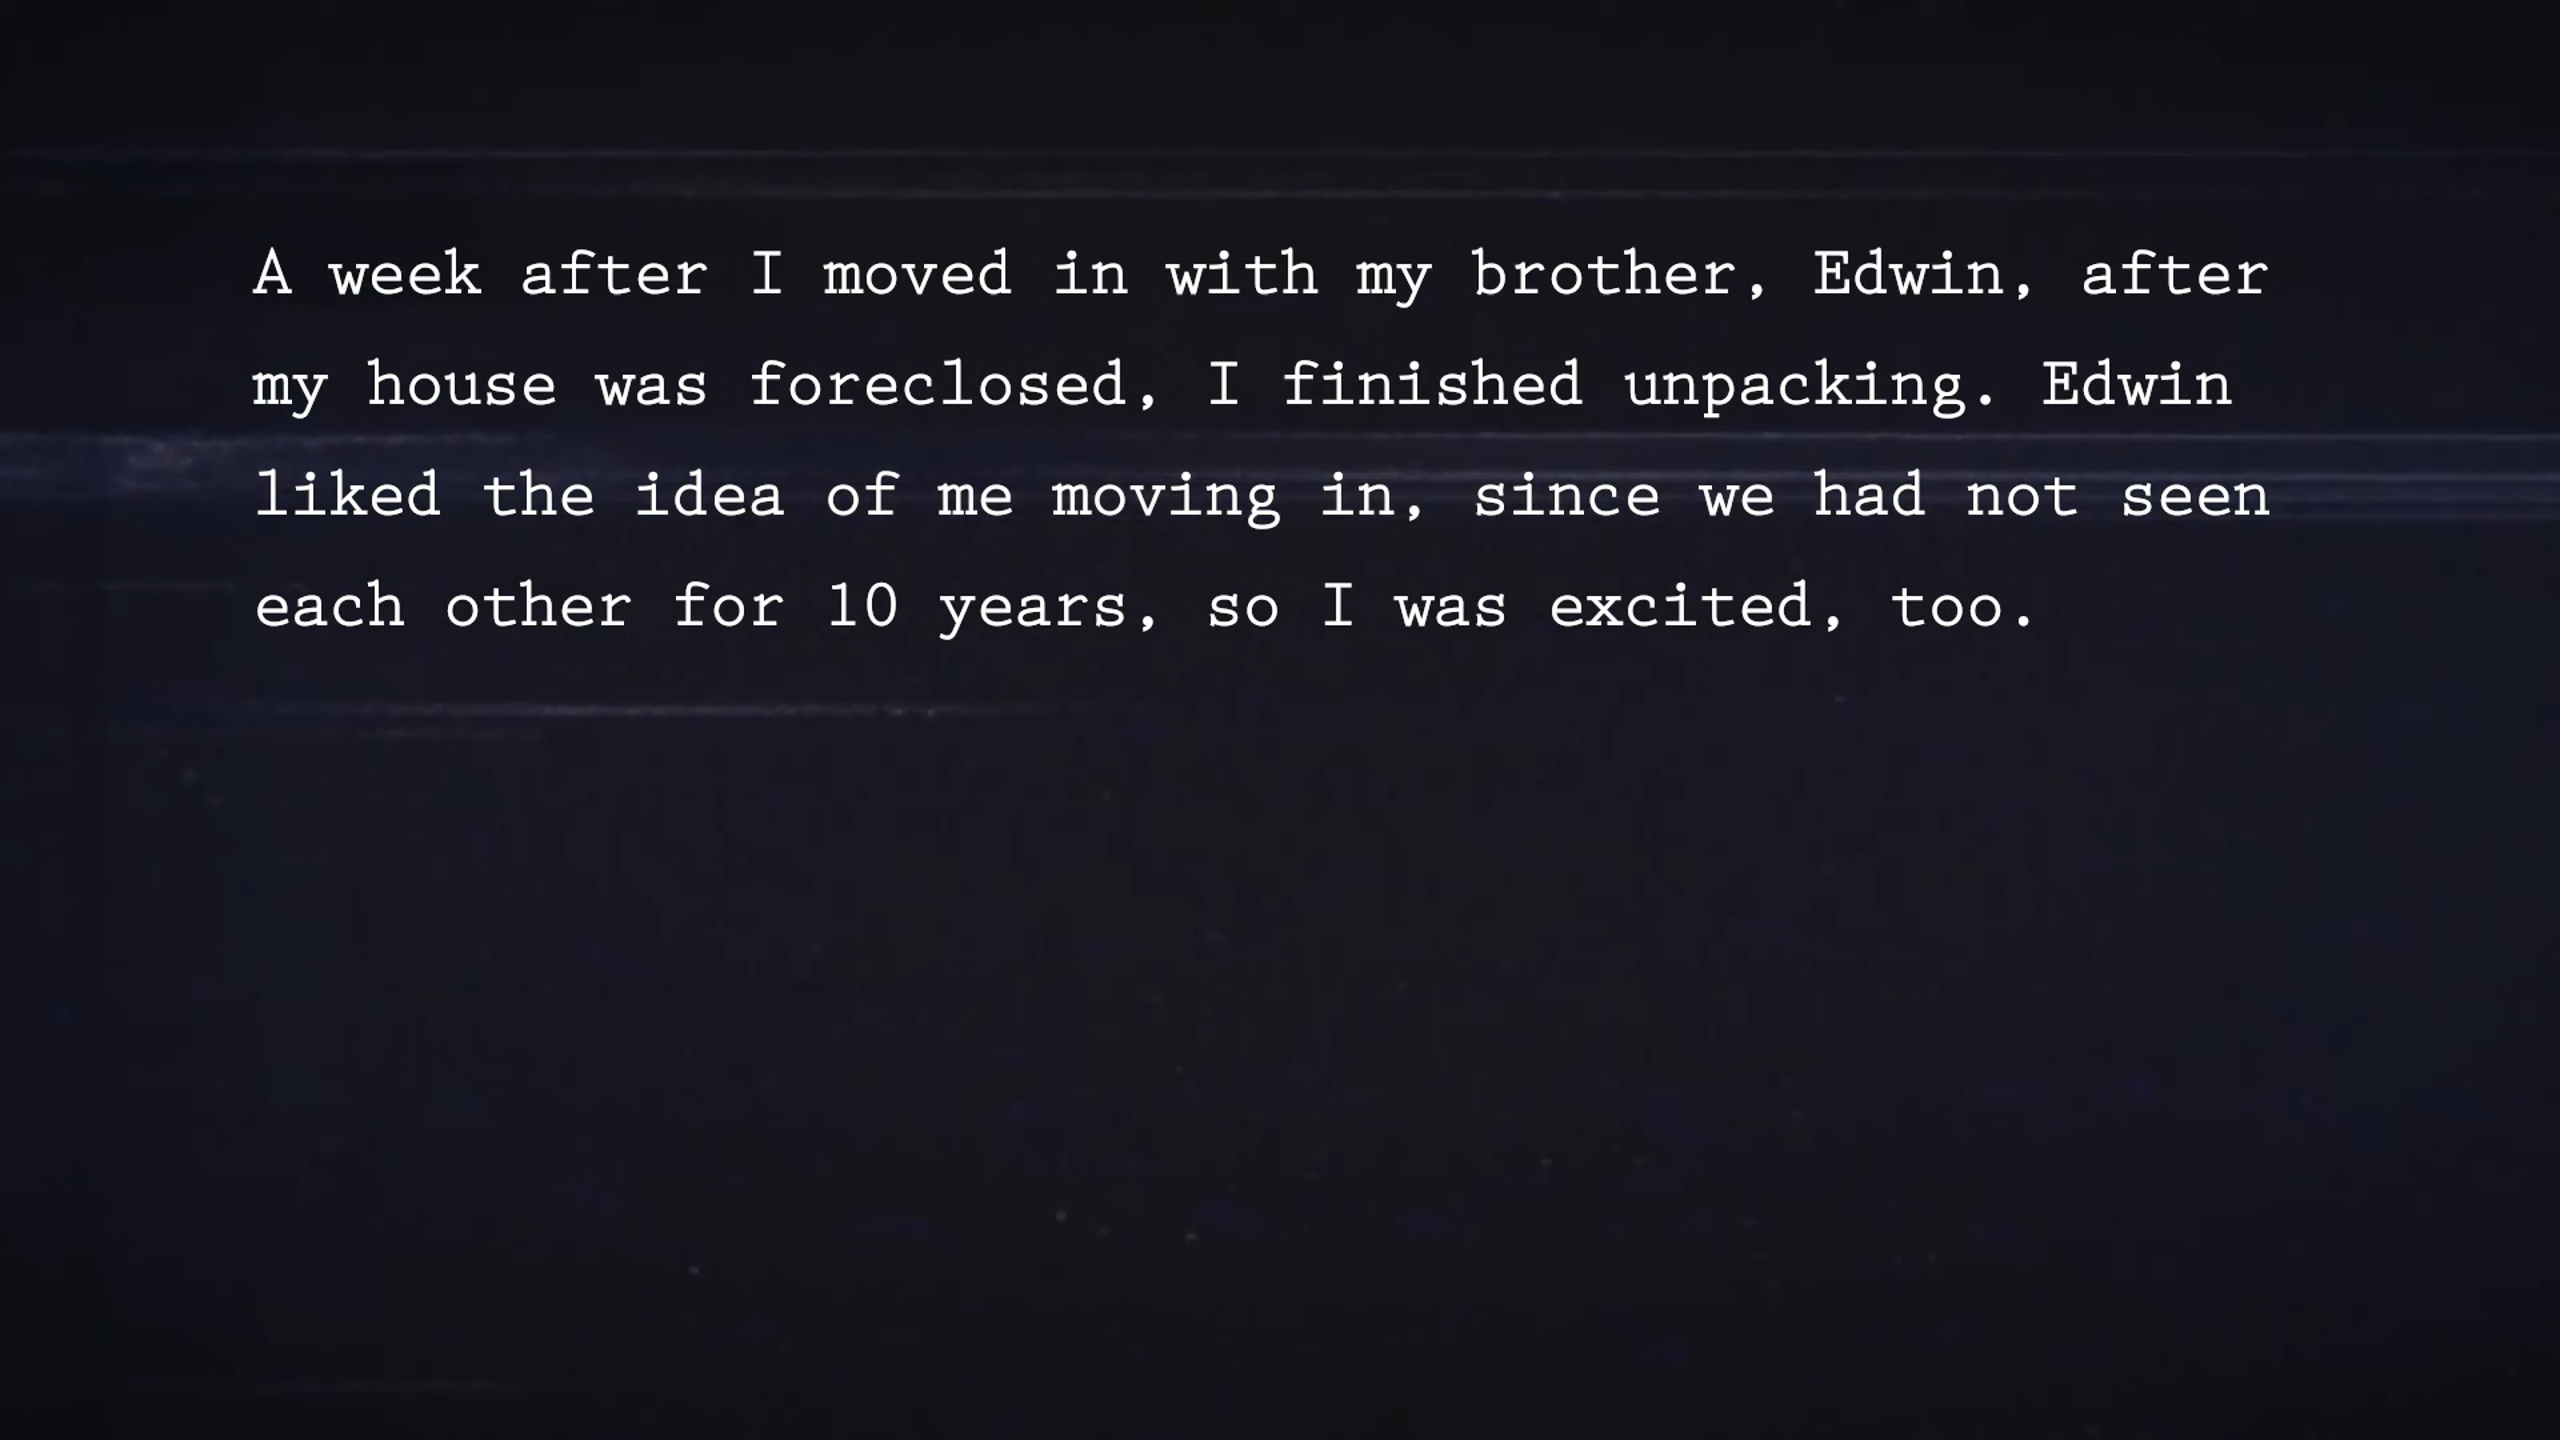 A week after I moved in with my brother, Edwin, after
my house was foreclosed, I finished unpacking. Edwin
liked the idea of me moving in, since we had not seen
each other for 10 years, so I was excited, too.